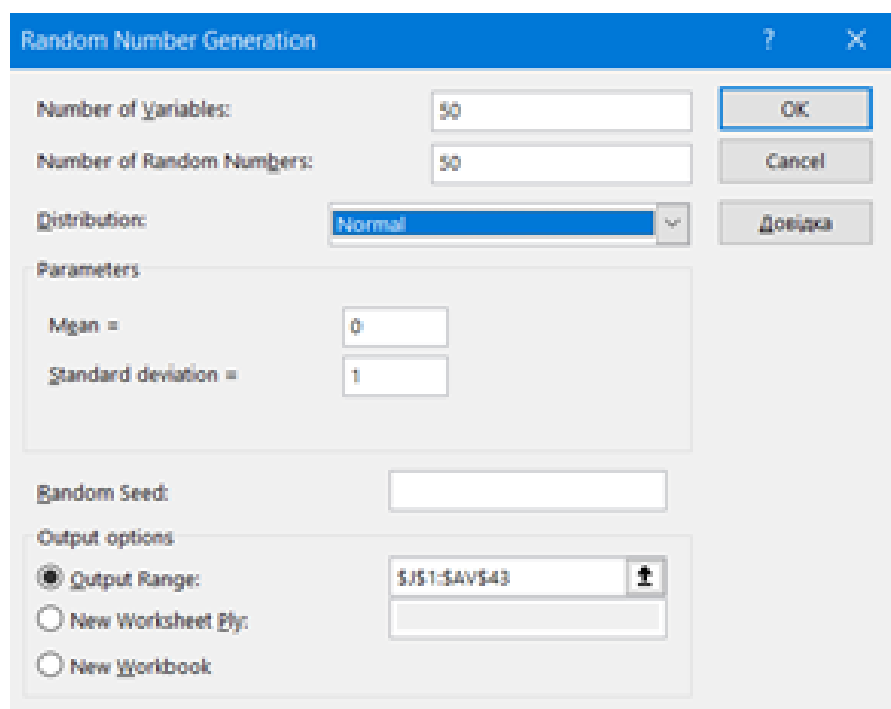 Random Number Generation ? ×
Number of Variables: 50 OK
Number of Random Numbers: 50 Cancel
Distribution: Normal Довідка
Parameters
Mean = 0
Standard deviation = 1
Random Seed:
Output options
Output Range: $J$1:$AV$43
New Worksheet Ply:
New Workbook